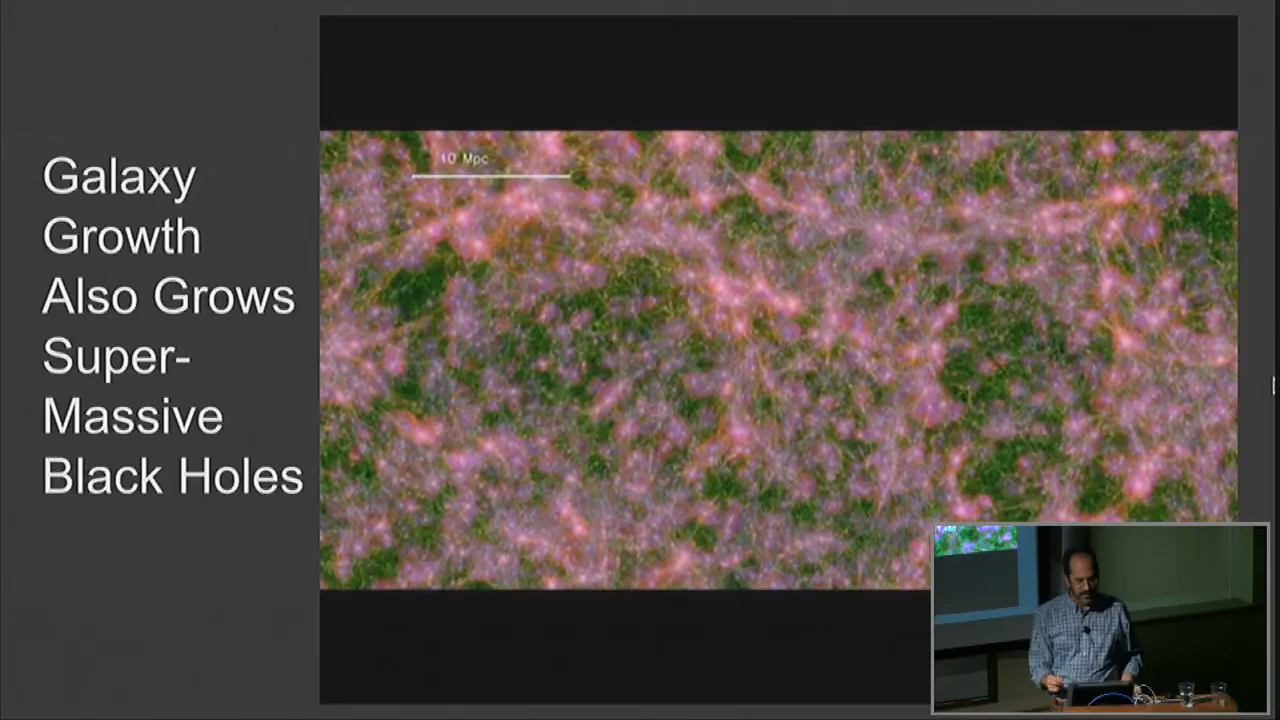 Galaxy
Growth
Also Grows
Super-
Massive
Black Holes
10 Mpc